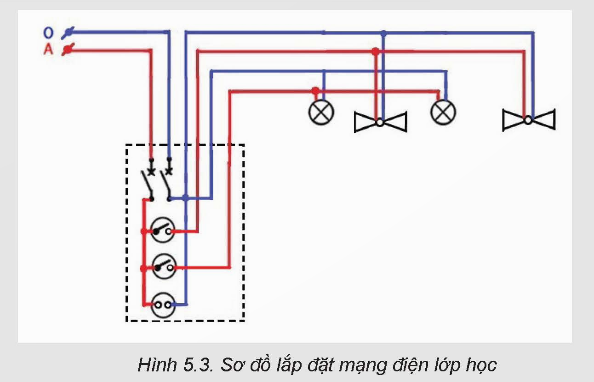 O
A
Hình 5.3. Sơ đồ lắp đặt mạng điện lớp học